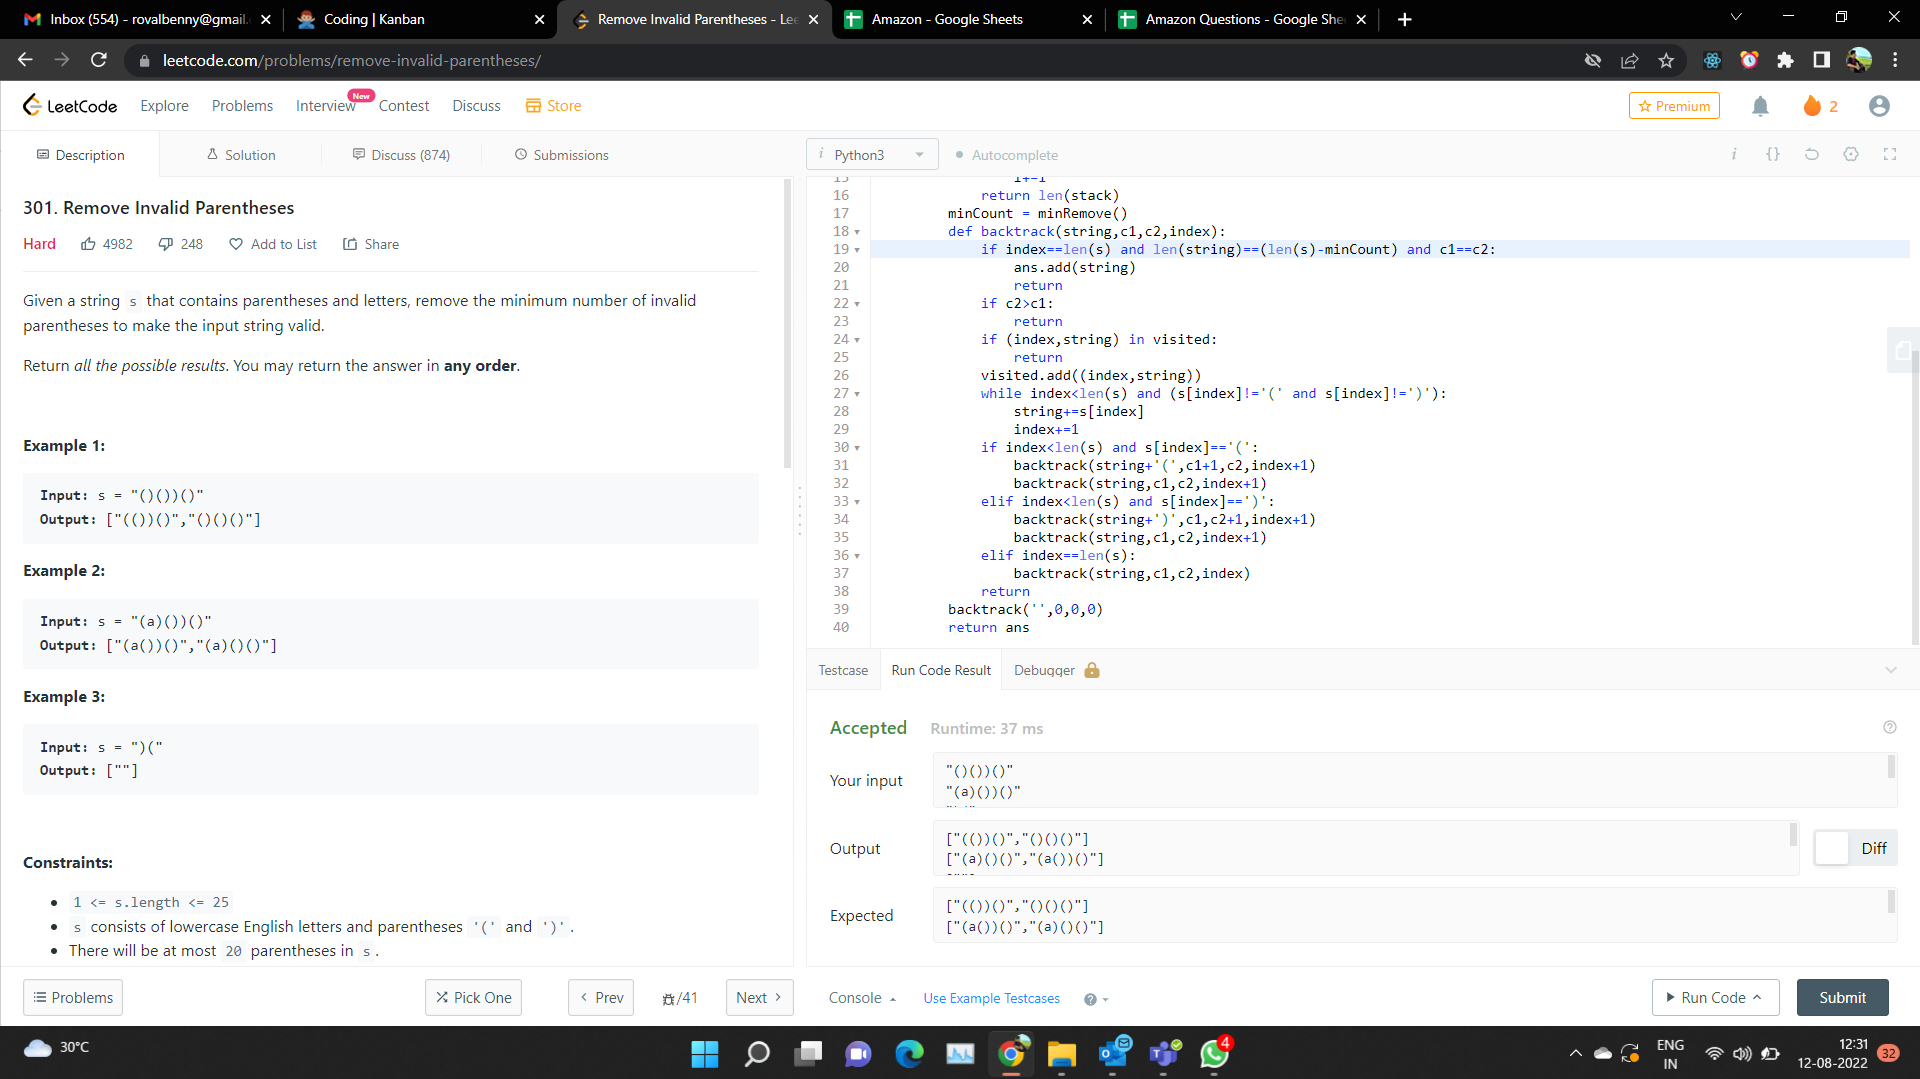 Inbox (554) - rovalbenny@gmail.
Coding | Kanban
Remove Invalid Parentheses - Lee
Amazon - Google Sheets
Amazon Questions - Google She
leetcode.com/problems/remove-invalid-parentheses/
LeetCode
Explore
Problems
Interview
New
Contest
Discuss
Store
Premium
2
Description
Solution
Discuss (874)
Submissions
i Python3
Autocomplete
i {}
301. Remove Invalid Parentheses
Hard
4982
248
Add to List
Share
Given a string s that contains parentheses and letters, remove the minimum number of invalid
parentheses to make the input string valid.
Return all the possible results. You may return the answer in any order.
Example 1:
Input: s = "()())()"
Output: ["(())()","()()()"]
Example 2:
Input: s = "(a)())()"
Output: ["(a())()","(a)()()"]
Example 3:
Input: s = ")("
Output: [""]
Constraints:
1 <= s.length <= 25
s consists of lowercase English letters and parentheses '(' and ')'.
There will be at most 20 parentheses in s.
15 i+=1
16 return len(stack)
17 minCount = minRemove()
18 def backtrack(string,c1,c2,index):
19 if index==len(s) and len(string)==(len(s)-minCount) and c1==c2:
20 ans.add(string)
21 return
22 if c2>c1:
23 return
24 if (index,string) in visited:
25 return
26 visited.add((index,string))
27 while index<len(s) and (s[index]!='(' and s[index]!=')'):
28 string+=s[index]
29 index+=1
30 if index<len(s) and s[index]=='(':
31 backtrack(string+'(',c1+1,c2,index+1)
32 backtrack(string,c1,c2,index+1)
33 elif index<len(s) and s[index]==')':
34 backtrack(string+')',c1,c2+1,index+1)
35 backtrack(string,c1,c2,index+1)
36 elif index==len(s):
37 backtrack(string,c1,c2,index)
38 return
39 backtrack('',0,0,0)
40 return ans
Testcase
Run Code Result
Debugger
Accepted
Runtime: 37 ms
Your input
"()())()"
"(a)())()"
Output
["(())()","()()()"]
["(a)()()","(a())()"]
Diff
Expected
["(())()","()()()"]
["(a())()","(a)()()"]
Problems
Pick One
Prev
/41
Next
Console
Use Example Testcases
Run Code
Submit
30°C
4
ENG
IN
12:31
12-08-2022
32